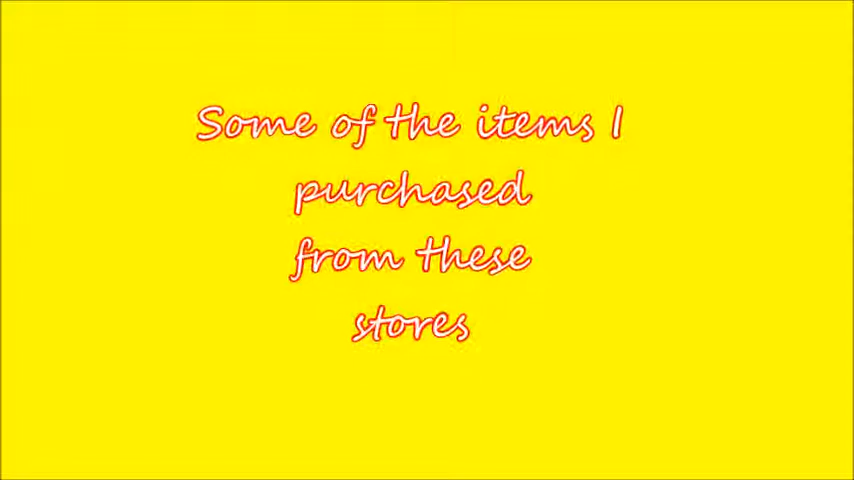 Some of the items I
purchased
from these
stores